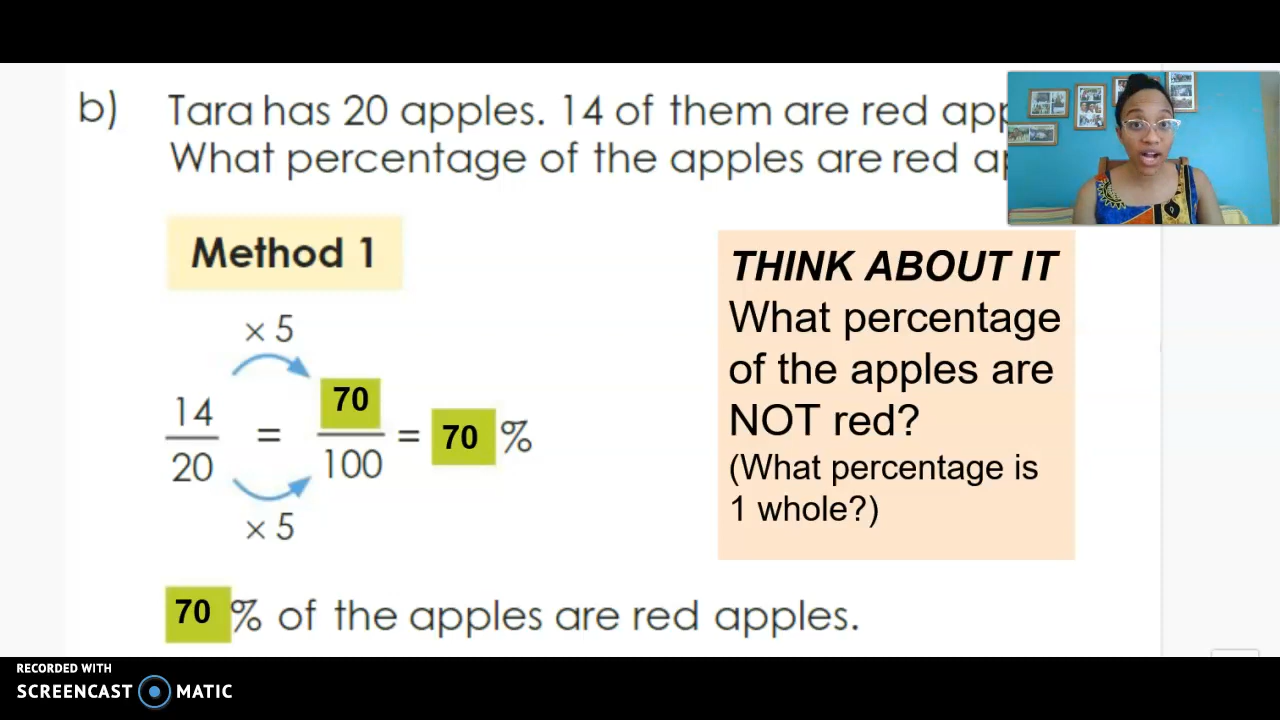 b) Tara has 20 apples. 14 of them are red
What percentage of the apples are red
Method 1
× 5
14/20 = 70/100 = 70 %
× 5
70 % of the apples are red apples.
THINK ABOUT IT
What percentage
of the apples are
NOT red?
(What percentage is
1 whole?)
RECORDED WITH
SCREENCAST MATIC